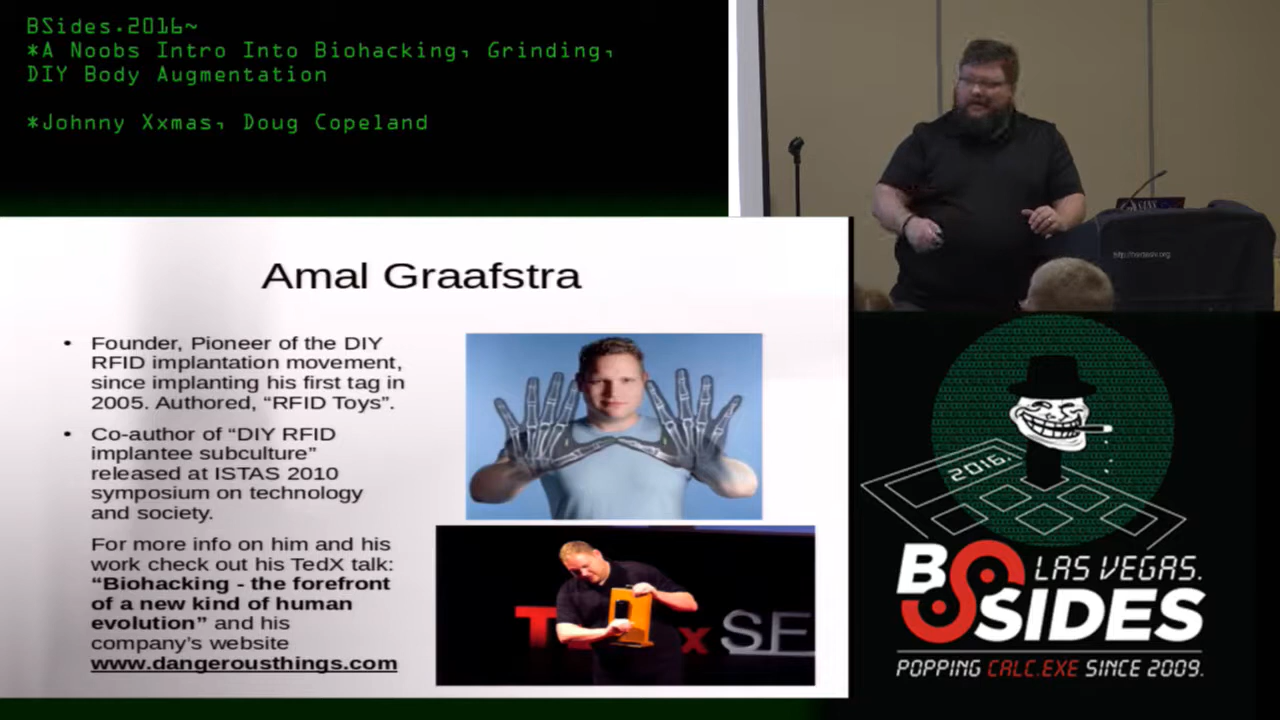 BSides.2016~
*A Noobs Intro Into Biohacking, Grinding,
DIY Body Augmentation
*Johnny Xxmas, Doug Copeland
Amal Graafstra
• Founder, Pioneer of the DIY
RFID implantation movement,
since implanting his first tag in
2005. Authored, “RFID Toys”.
• Co-author of “DIY RFID
implantee subculture”
released at ISTAS 2010
symposium on technology
and society.
For more info on him and his
work check out his TedX talk:
“Biohacking - the forefront
of a new kind of human
evolution” and his
company’s website
www.dangerousthings.com
SE
2016.
BSIDES
LAS VEGAS.
POPPING CALC.EXE SINCE 2009.